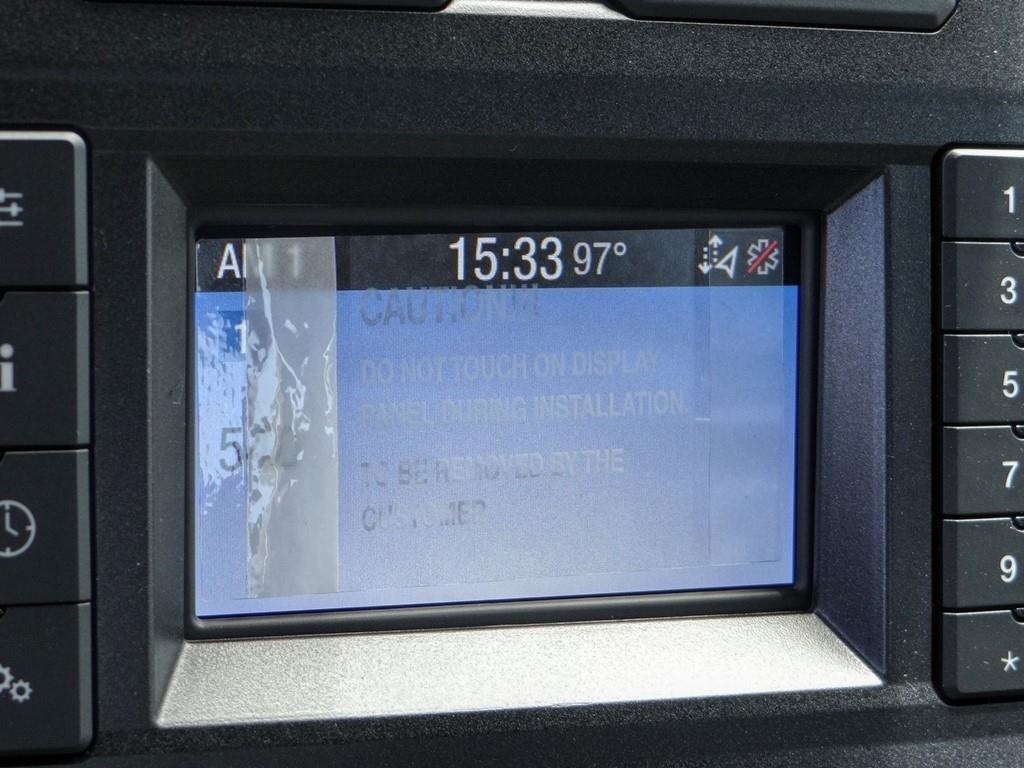 15:33 97°
CAUTION!!!
DO NOT TOUCH ON DISPLAY
PANEL DURING INSTALLATION.
TO BE REMOVED BY THE
CUSTOMER
i
1
3
5
7
9
*